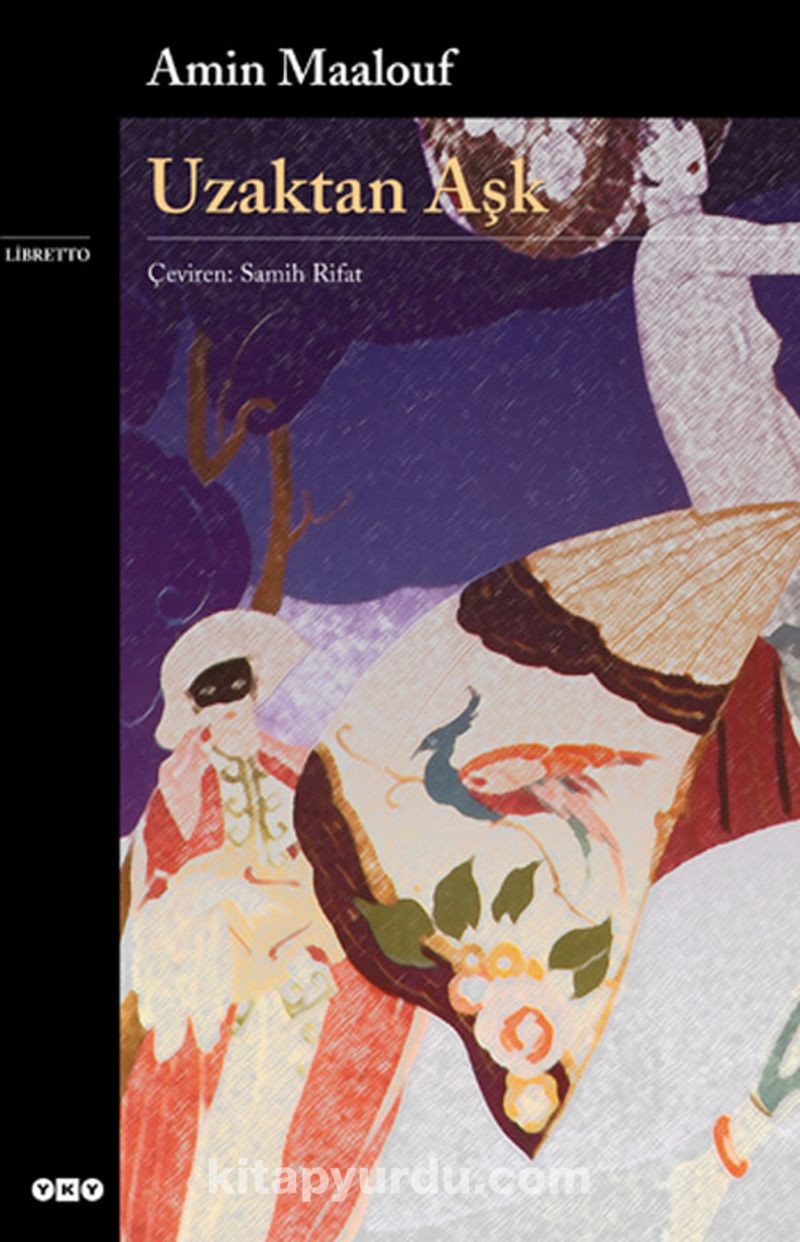 Amin Maalouf
Uzaktan Aşk
LİBRETTO
Çeviren: Samih Rifat
YKY
kitapyurdu.com